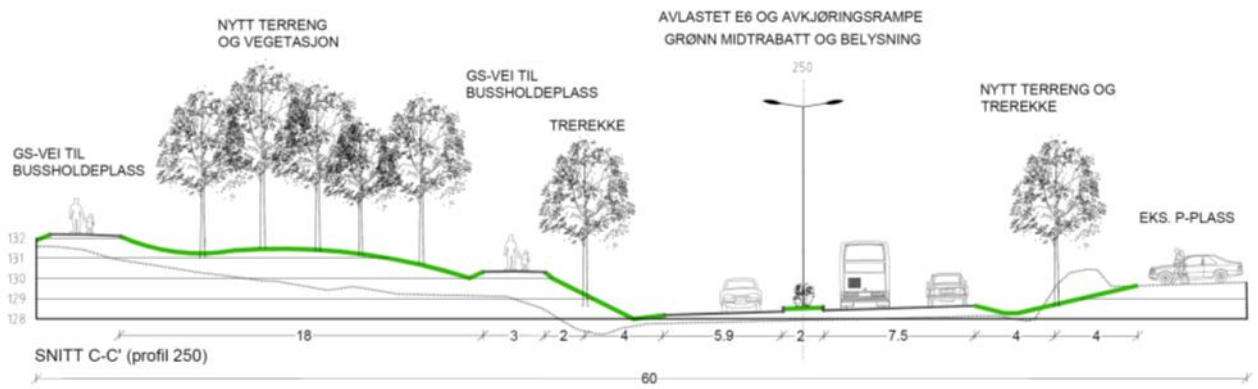 NYTT TERRENG
OG VEGETASJON
AVLASTET E6 OG AVKJØRINGSRAMPE
GRØNN MIDTRABATT OG BELYSNING
250
GS-VEI TIL
BUSSHOLDEPLASS
NYTT TERRENG OG
TREREKKE
TREREKKE
GS-VEI TIL
BUSSHOLDEPLASS
EKS. P-PLASS
132
131
130
129
128
18
3
2
4
5.9
2
7.5
4
4
SNITT C-C' (profil 250)
60